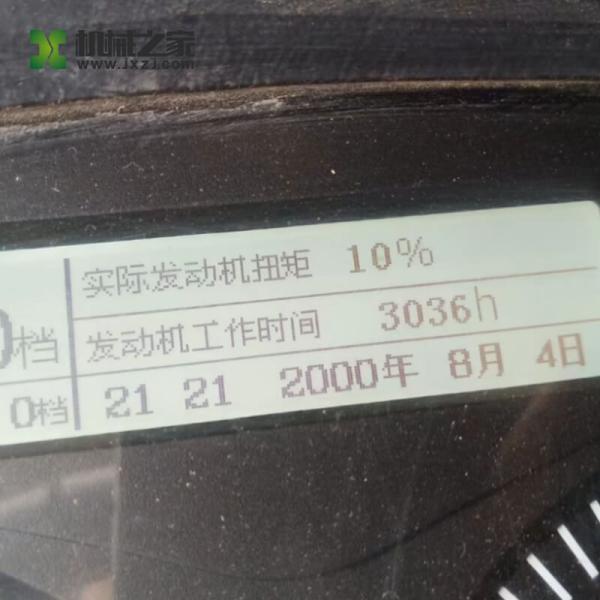 机械之家
www.jxzj.com
实际发动机扭矩 10%
0档
发动机工作时间 3036h
0档 21 21 2000年 8月 4日